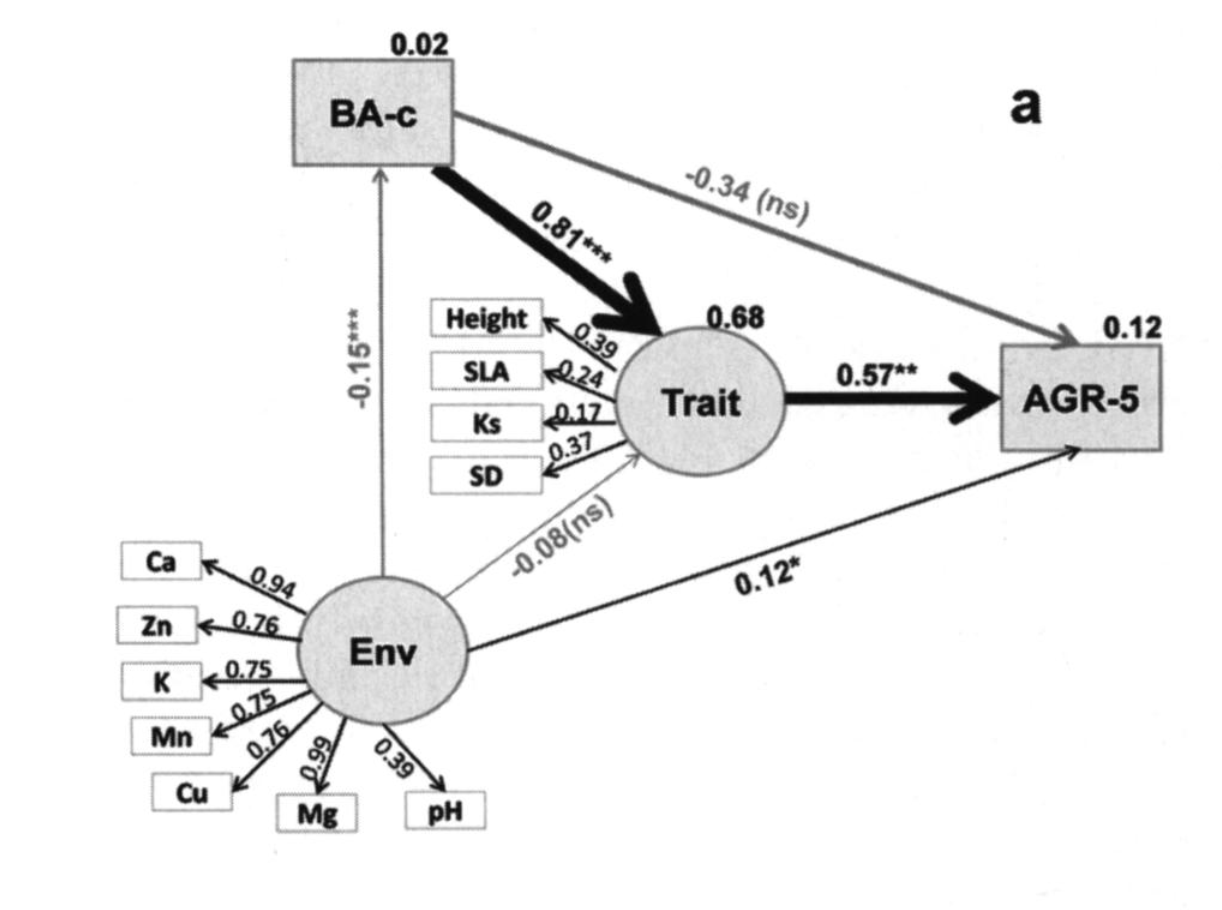 0.02
BA-c
a
-0.34 (ns)
0.81***
-0.15***
Height
0.39
0.68
0.12
SLA
0.24
Trait
0.57**
AGR-5
Ks
0.17
SD
0.37
-0.08(ns)
0.12*
Ca
0.94
Zn
0.76
Env
K
0.75
Mn
0.75
Cu
0.76
Mg
0.99
pH
0.39